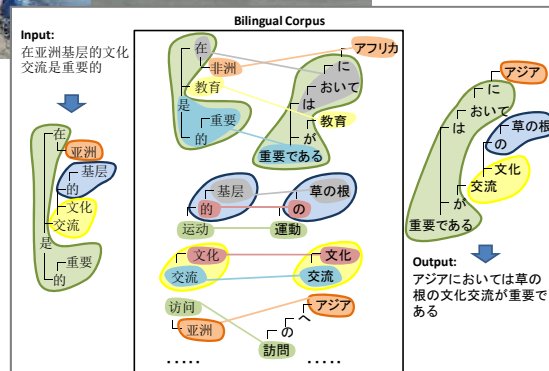 Bilingual Corpus
Input:
在亚洲基层的文化
交流是重要的
在
亚洲
基层
的
文化
交流
是
重要
的
在
非洲
教育
是
重要
的
アフリカ
に
おいて
は
教育
が
重要である
基层
的
运动
草の根
の
運動
文化
交流
文化
交流
访问
亚洲
アジア
へ
の
訪問
.....
.....
アジア
に
おいて
は
草の根
の
文化
交流
が
重要である
Output:
アジアにおいては草の
根の文化交流が重要で
ある